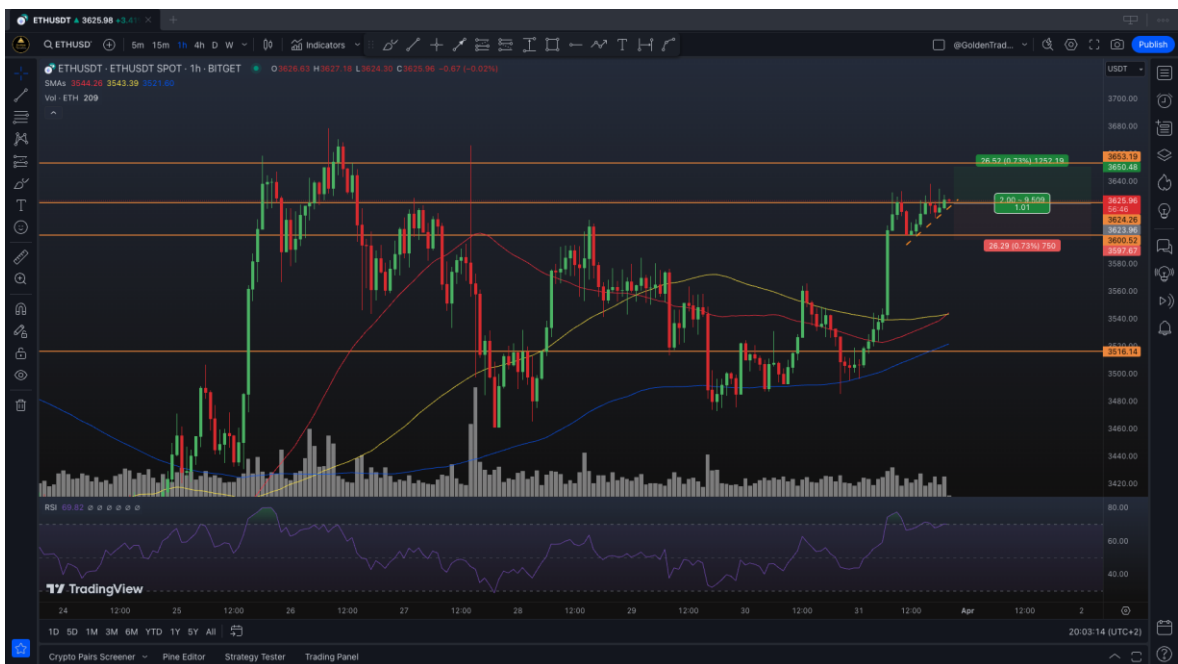 ETHUSDT ▲ 3625.98 +3.41
ETHUSDT 5m 15m 1h 4h D W Indicators @GoldenTrad... Publish
ETHUSDT · ETHUSDT SPOT · 1h · BITGET O3626.63 H3627.18 L3624.30 C3625.96 −0.67 (−0.02%) USDT
SMAs 3544.26 3543.39 3521.60
Vol · ETH 209
3700.00
3680.00
3653.19
26.52 (0.73%) 1252.19
3650.48
3640.00
2.00 ~ 9.509
3625.96
1.01
56:46
3624.26
3623.96
3600.52
26.29 (0.73%) 750
3597.67
3580.00
3560.00
3540.00
3520.00
3516.14
3500.00
3480.00
3460.00
3440.00
3420.00
RSI 69.82 ø ø ø ø ø ø
80.00
60.00
40.00
TradingView
24 12:00 25 12:00 26 12:00 27 12:00 28 12:00 29 12:00 30 12:00 31 12:00 Apr 12:00 2
1D 5D 1M 3M 6M YTD 1Y 5Y All 20:03:14 (UTC+2)
Crypto Pairs Screener Pine Editor Strategy Tester Trading Panel